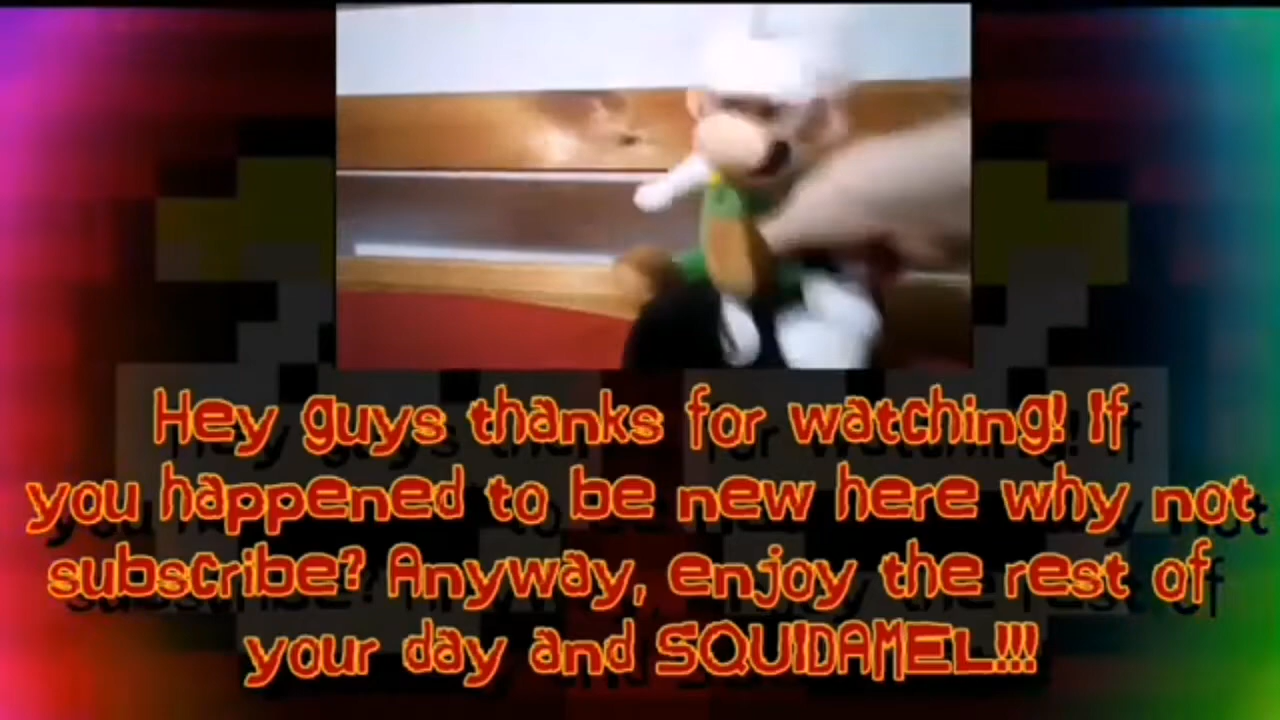 Hey guys thanks for watching! If
you happened to be new here why not
subscribe? Anyway, enjoy the rest of
your day and SQUIDAMEL!!!